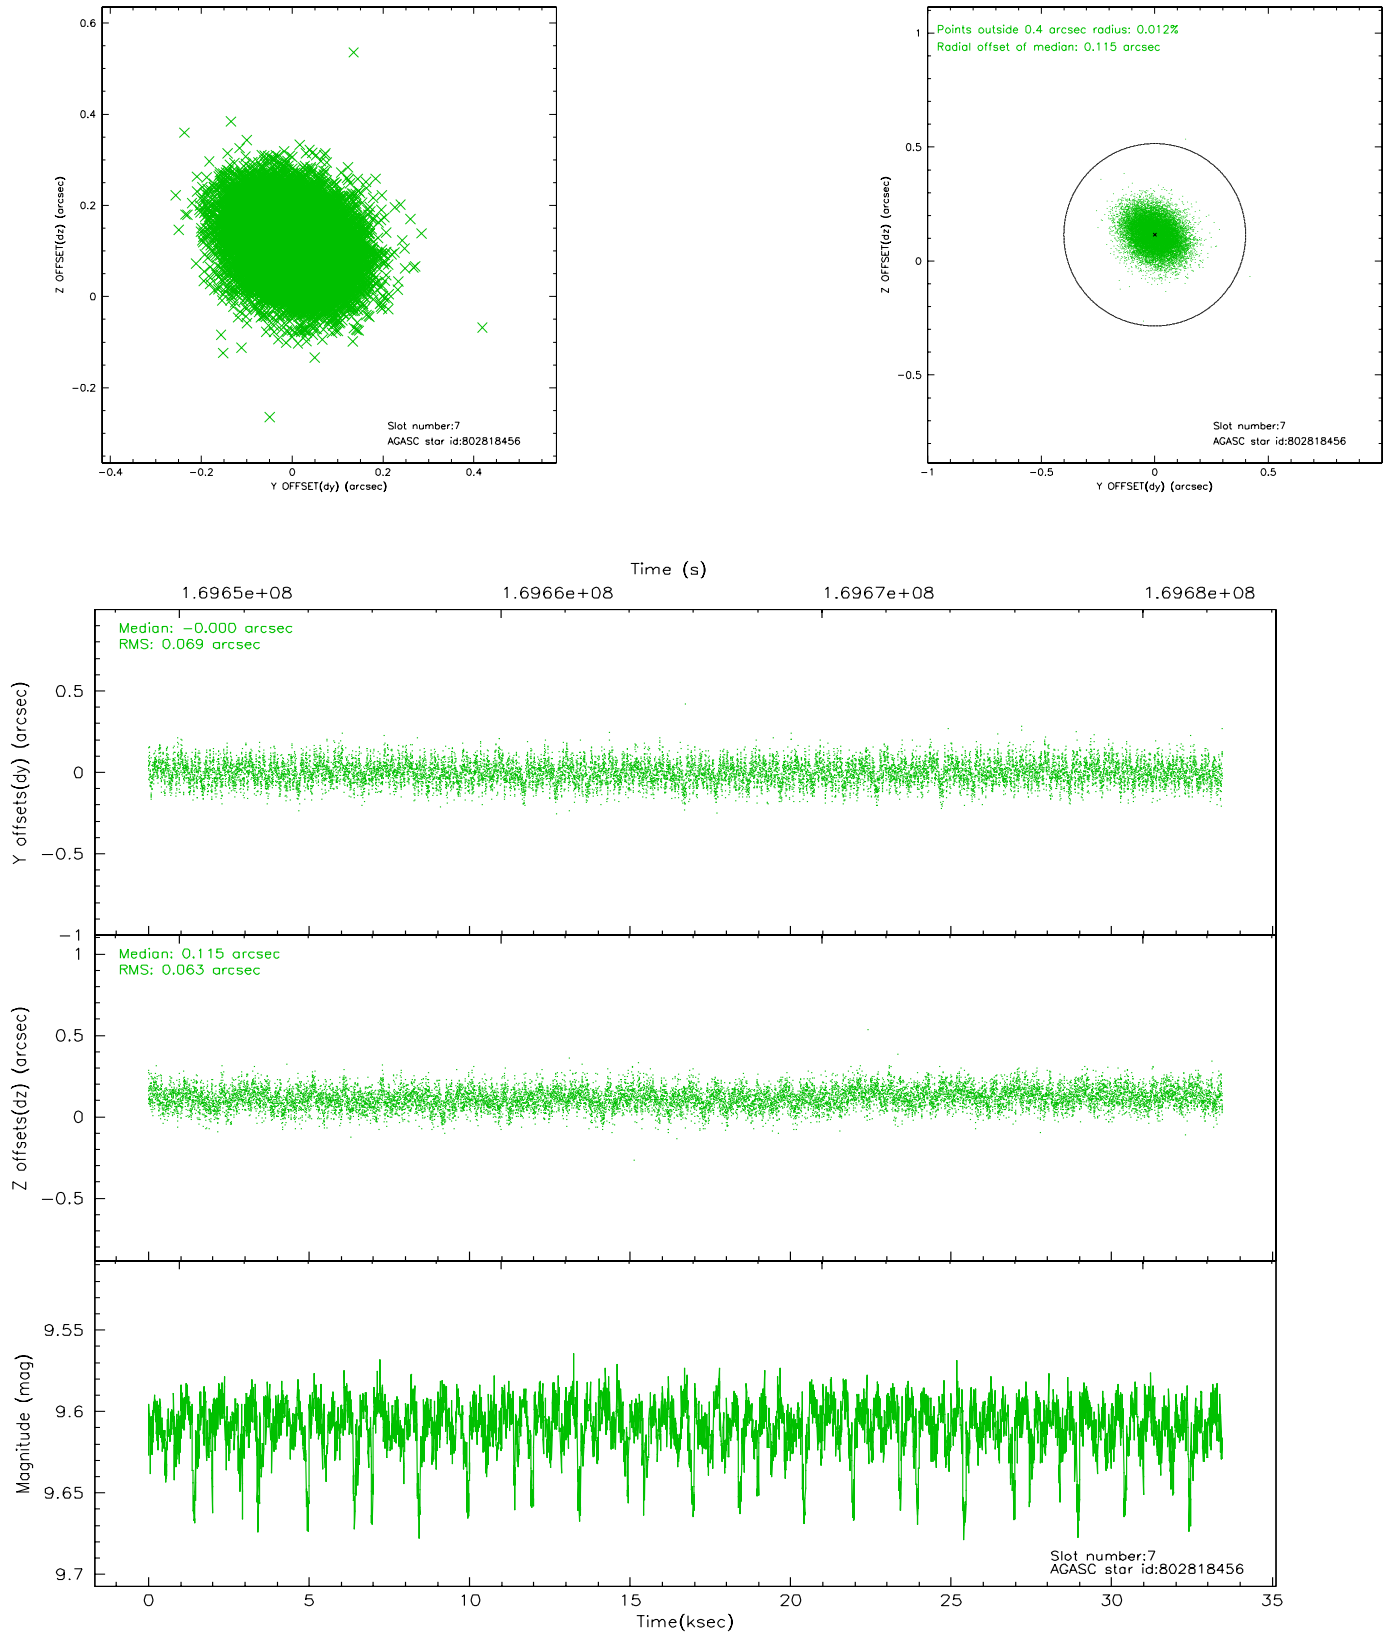 0.6
0.4
0.2
0
−0.2
−0.4
−0.2
0
0.2
0.4
Z OFFSET(dz) (arcsec)
Y OFFSET(dy) (arcsec)
Slot number:7
AGASC star id:802818456
Points outside 0.4 arcsec radius: 0.012%
Radial offset of median: 0.115 arcsec
1
0.5
0
−0.5
−1
−0.5
0
0.5
Z OFFSET(dz) (arcsec)
Y OFFSET(dy) (arcsec)
Slot number:7
AGASC star id:802818456
Time (s)
1.6965e+08
1.6966e+08
1.6967e+08
1.6968e+08
Median: −0.000 arcsec
RMS: 0.069 arcsec
0.5
0
−0.5
−1
Y offsets(dy) (arcsec)
Median: 0.115 arcsec
RMS: 0.063 arcsec
1
0.5
0
−0.5
Z offsets(dz) (arcsec)
9.55
9.6
9.65
9.7
Magnitude (mag)
Slot number:7
AGASC star id:802818456
0
5
10
15
20
25
30
35
Time(ksec)